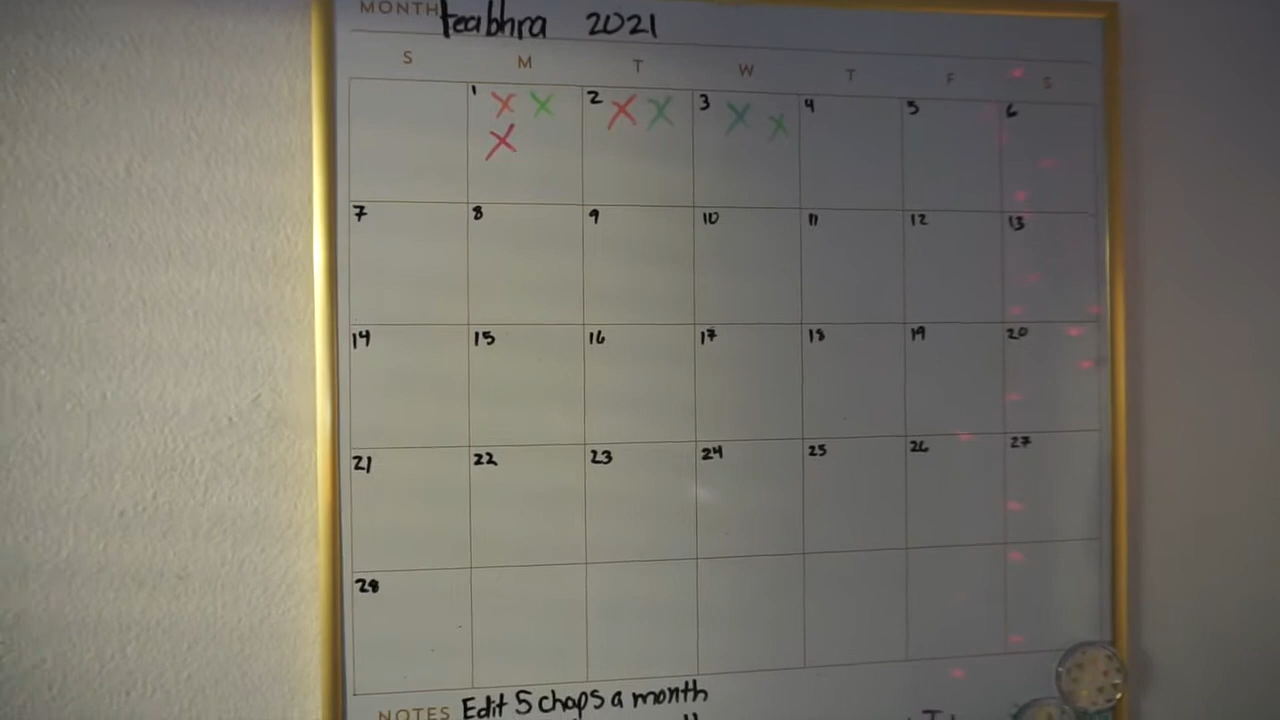 MONTH Feabhra 2021
S M T W T F S
1 X X 2 X X 3 X X 4 5 6
X
7 8 9 10 11 12 13
14 15 16 17 18 19 20
21 22 23 24 25 26 27
28
NOTES Edit 5 chaps a month